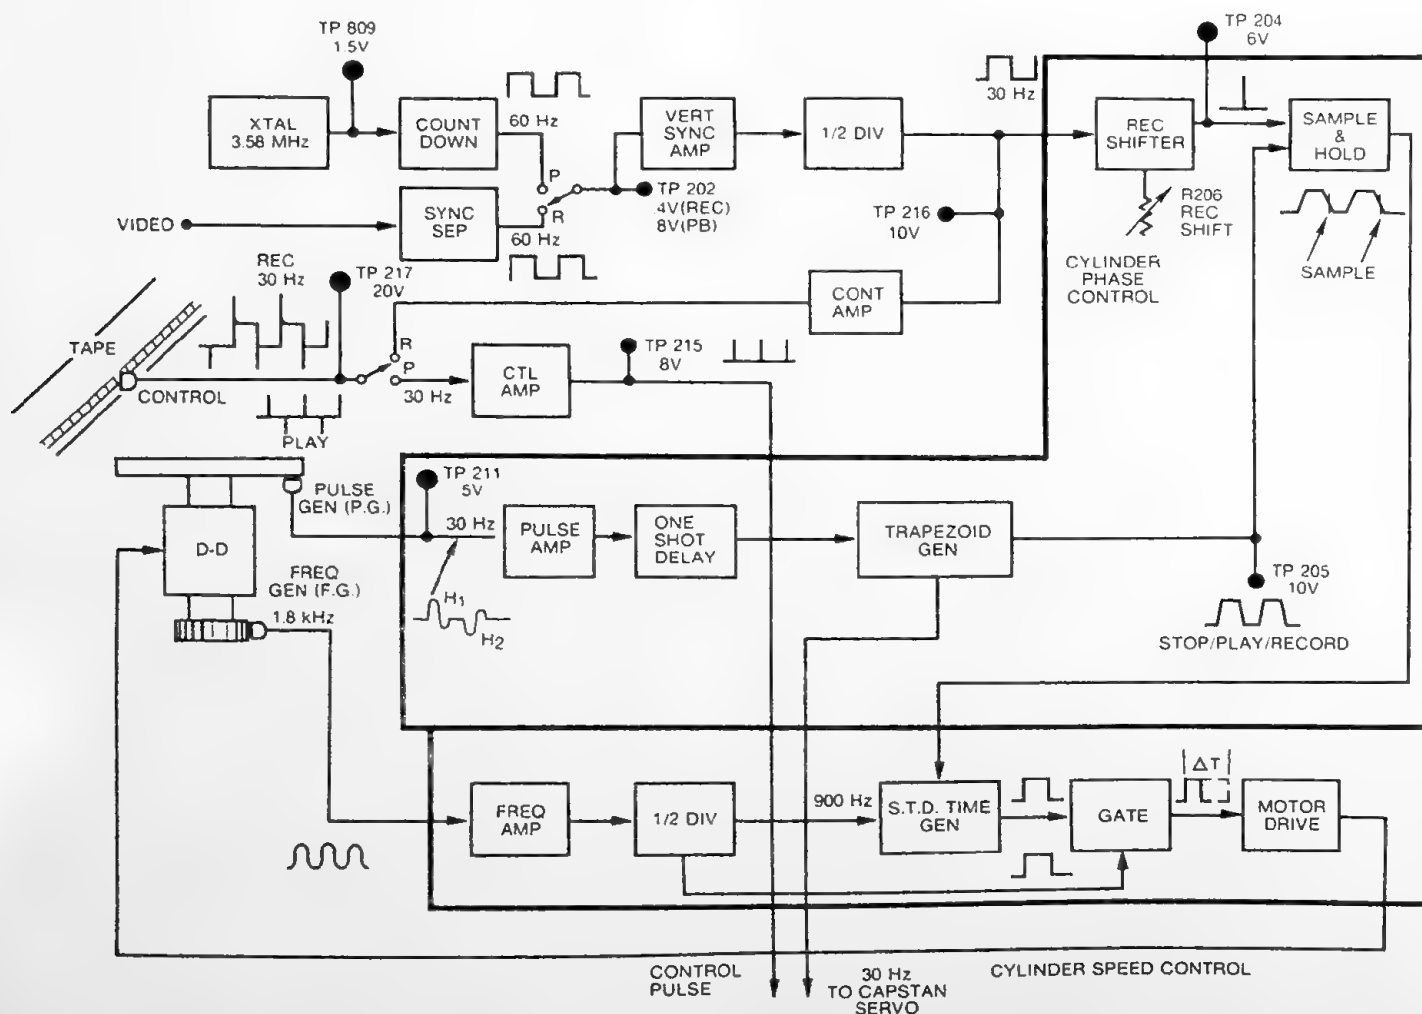 TP 809
1.5V
TP 204
6V
XTAL
3.58 MHz
COUNT
DOWN
60 Hz
VERT
SYNC
AMP
1/2 DIV
30 Hz
REC
SHIFTER
SAMPLE
&
HOLD
P
R
TP 202
.4V(REC)
8V(PB)
VIDEO
SYNC
SEP
60 Hz
TP 216
10V
R206
REC
SHIFT
CYLINDER
PHASE
CONTROL
SAMPLE
REC
30 Hz
TP 217
20V
CONT
AMP
TAPE
CONTROL
R
P
30 Hz
CTL
AMP
TP 215
8V
PLAY
PULSE
GEN (P.G.)
TP 211
5V
30 Hz
PULSE
AMP
ONE
SHOT
DELAY
TRAPEZOID
GEN
D-D
FREQ
GEN (F.G.)
1.8 kHz
H1
H2
TP 205
10V
STOP/PLAY/RECORD
FREQ
AMP
1/2 DIV
900 Hz
S.T.D. TIME
GEN
GATE
ΔT
MOTOR
DRIVE
CONTROL
PULSE
30 Hz
TO CAPSTAN
SERVO
CYLINDER SPEED CONTROL